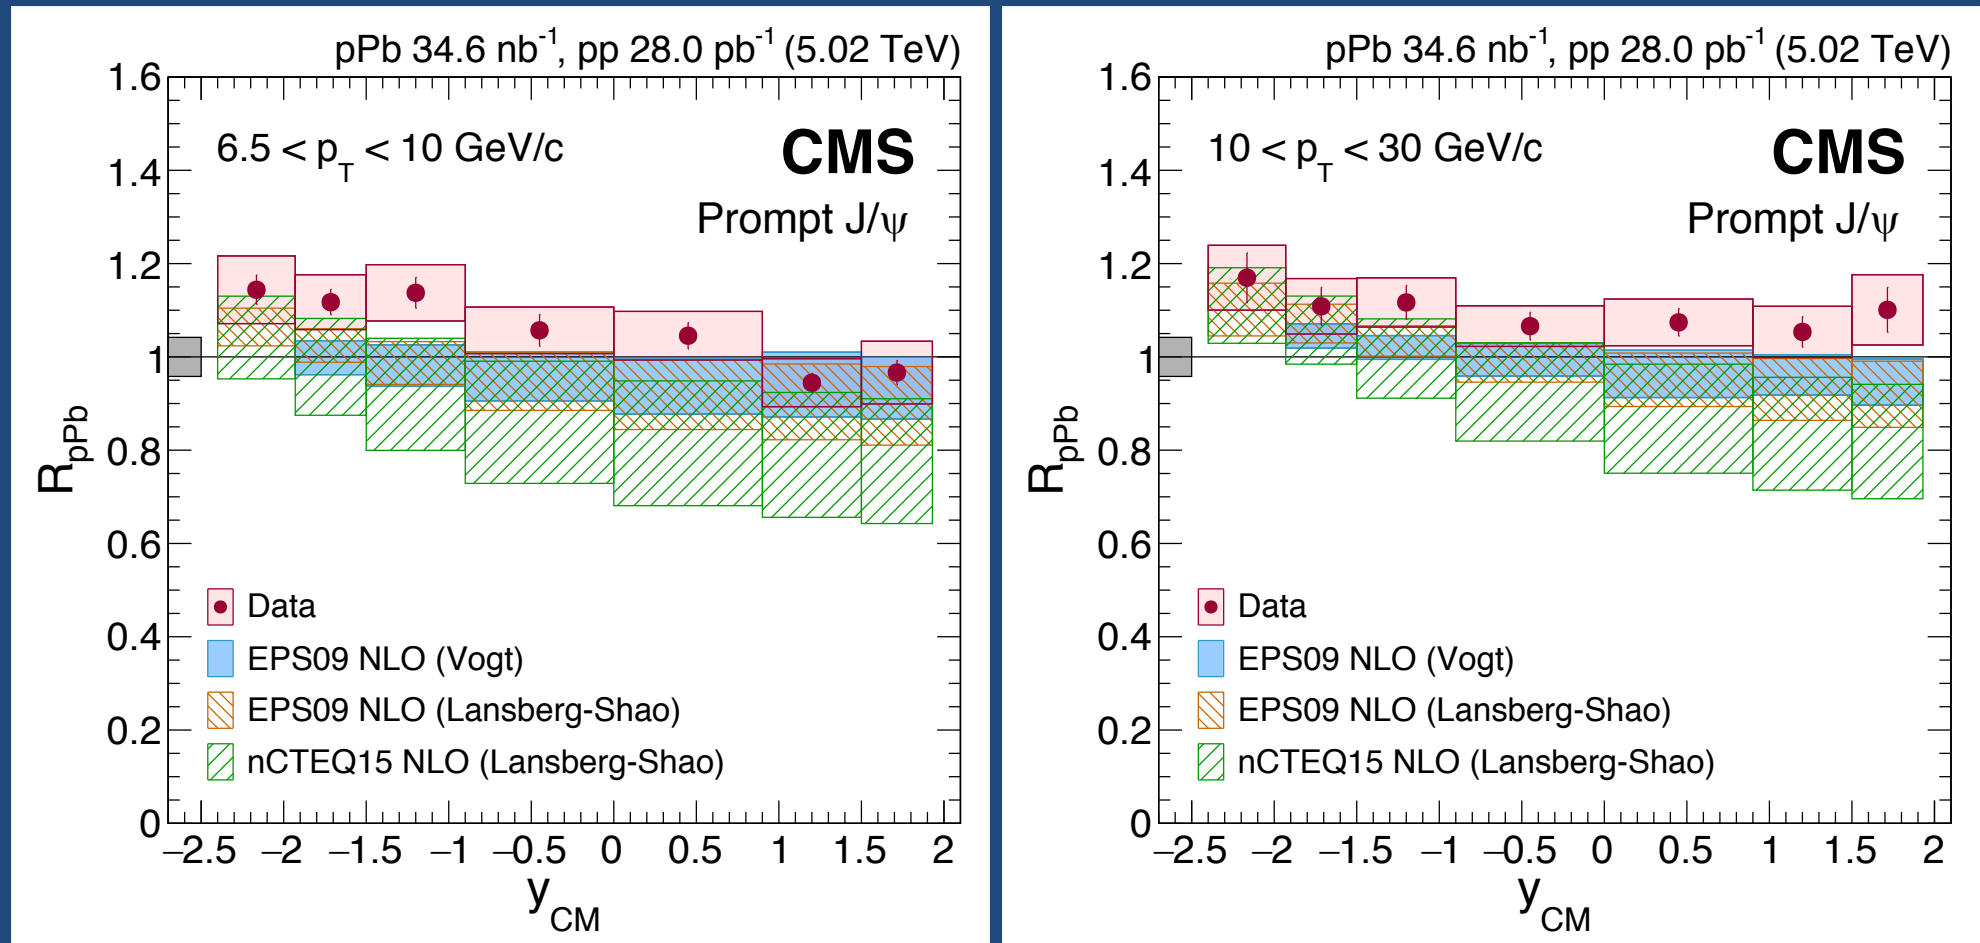 pPb 34.6 nb-1, pp 28.0 pb-1 (5.02 TeV)
6.5 < pT < 10 GeV/c
CMS
Prompt J/ψ
RpPb
1.6
1.4
1.2
1
0.8
0.6
0.4
0.2
0
Data
EPS09 NLO (Vogt)
EPS09 NLO (Lansberg-Shao)
nCTEQ15 NLO (Lansberg-Shao)
−2.5 −2 −1.5 −1 −0.5 0 0.5 1 1.5 2
yCM
pPb 34.6 nb-1, pp 28.0 pb-1 (5.02 TeV)
10 < pT < 30 GeV/c
CMS
Prompt J/ψ
RpPb
1.6
1.4
1.2
1
0.8
0.6
0.4
0.2
0
Data
EPS09 NLO (Vogt)
EPS09 NLO (Lansberg-Shao)
nCTEQ15 NLO (Lansberg-Shao)
−2.5 −2 −1.5 −1 −0.5 0 0.5 1 1.5 2
yCM